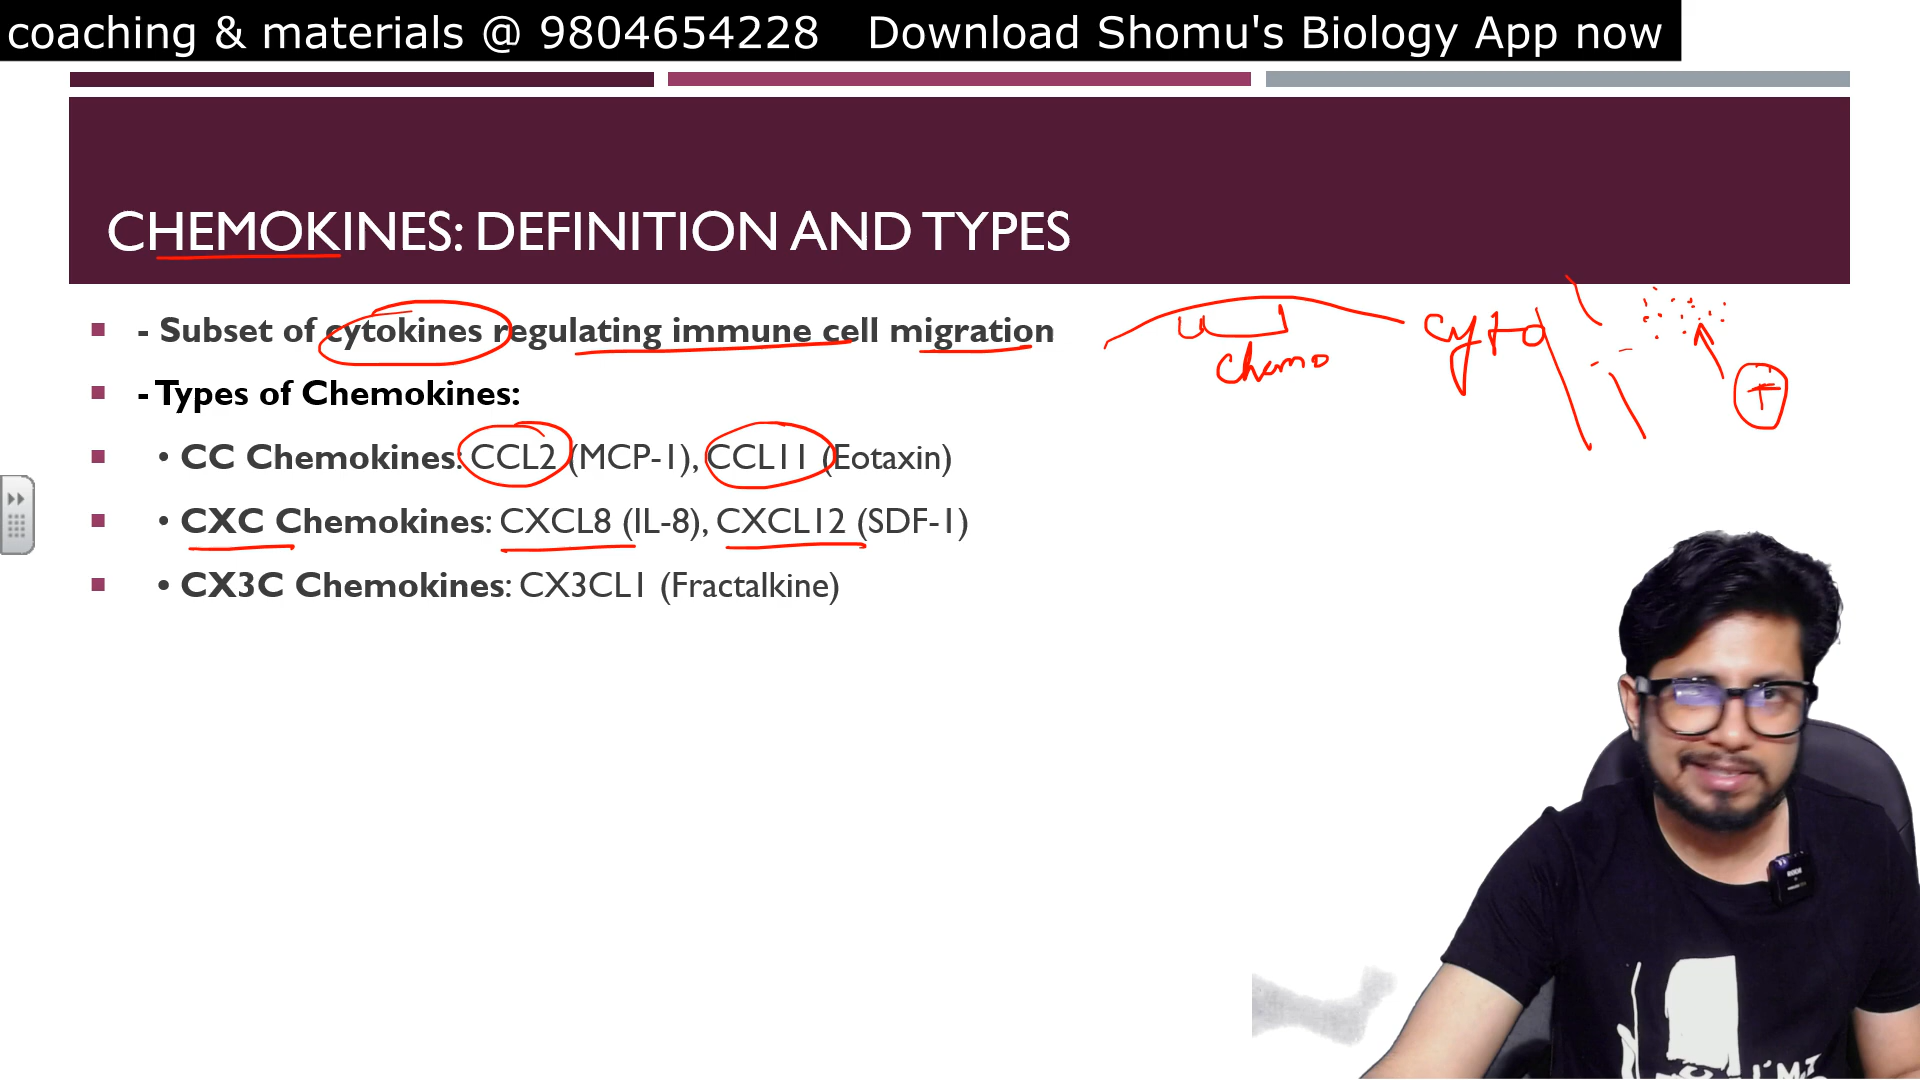 coaching & materials @ 9804654228 Download Shomu's Biology App now
CHEMOKINES: DEFINITION AND TYPES
- Subset of cytokines regulating immune cell migration
cyto
chemo
T
- Types of Chemokines:
• CC Chemokines: CCL2 (MCP-1), CCL11 (Eotaxin)
• CXC Chemokines: CXCL8 (IL-8), CXCL12 (SDF-1)
• CX3C Chemokines: CX3CL1 (Fractalkine)